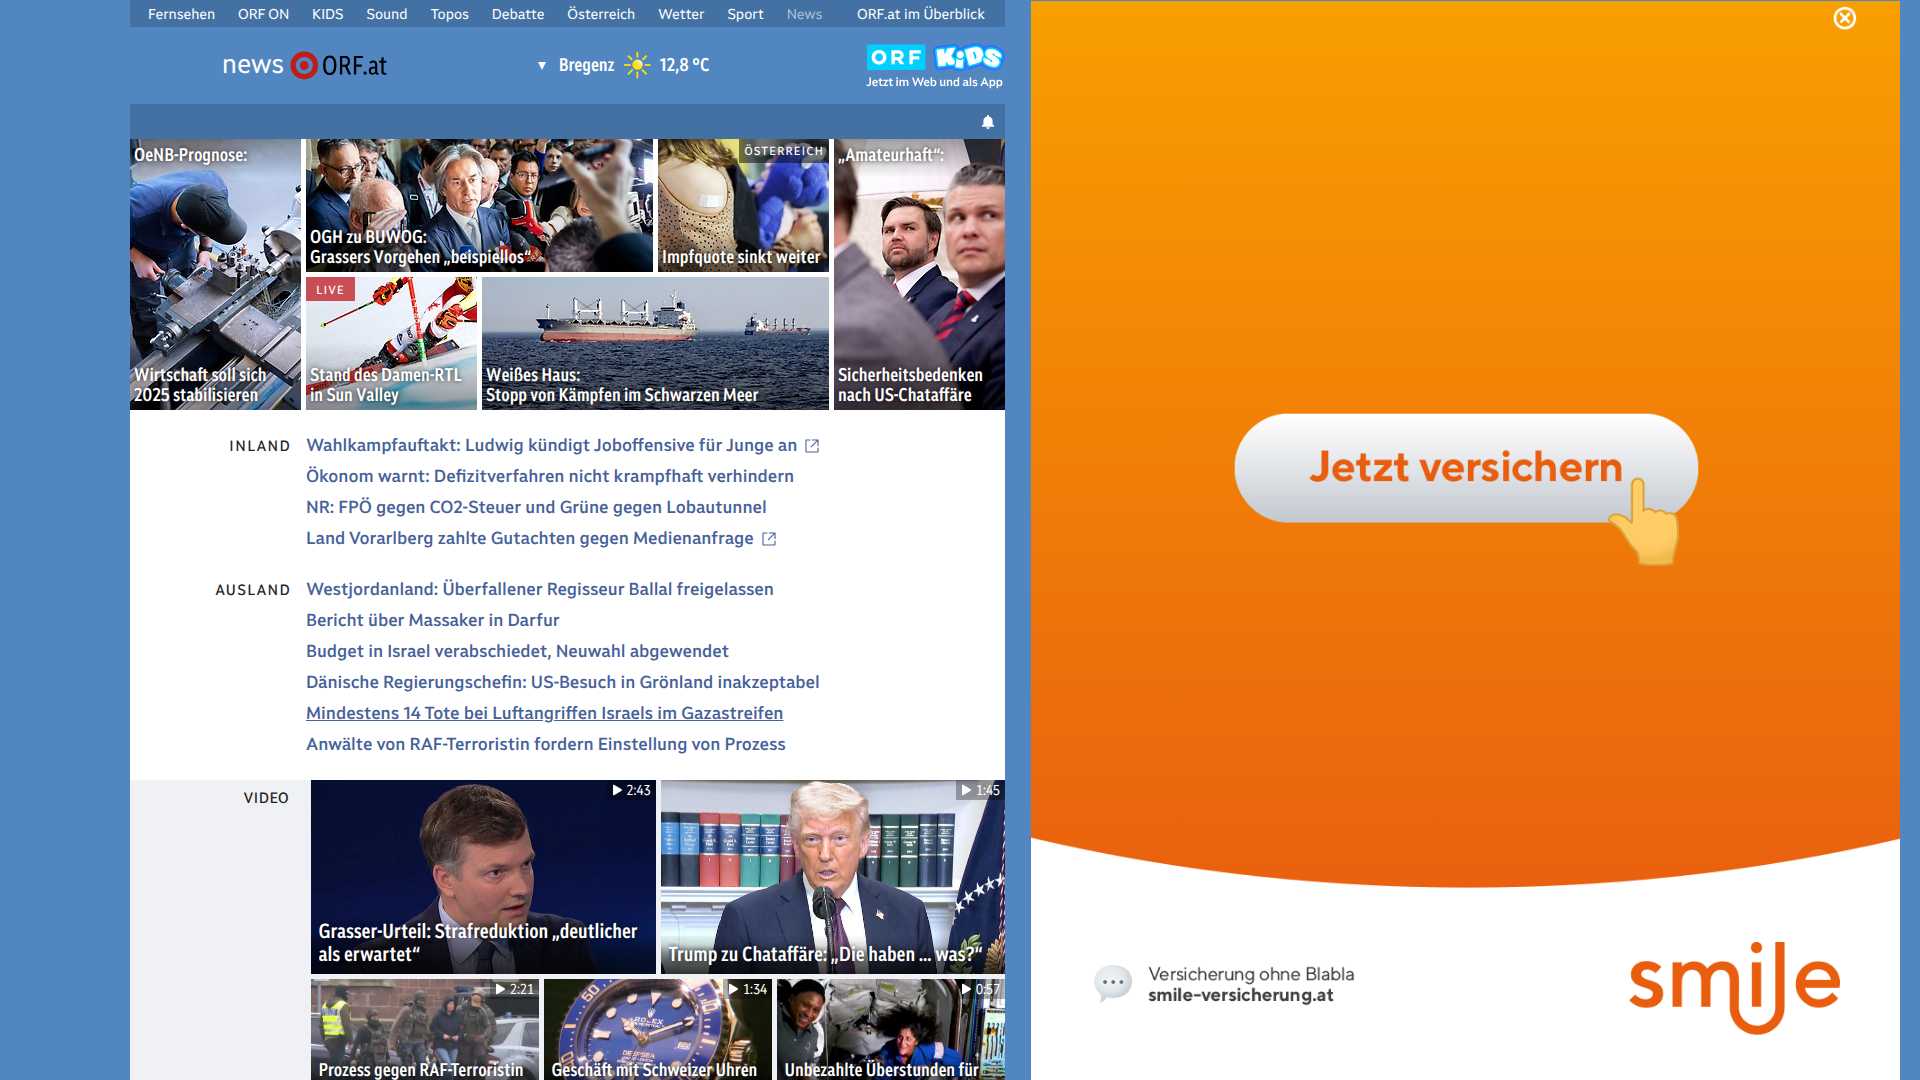 Fernsehen ORF ON KIDS Sound Topos Debatte Österreich Wetter Sport News ORF.at im Überblick
news ORF.at
Bregenz 12,8 °C
ORF KiDS
Jetzt im Web und als App
OeNB-Prognose:
Wirtschaft soll sich
2025 stabilisieren
OGH zu BUWOG:
Grassers Vorgehen „beispiellos“
ÖSTERREICH
Impfquote sinkt weiter
„Amateurhaft“:
Sicherheitsbedenken
nach US-Chataffäre
LIVE
Stand des Damen-RTL
in Sun Valley
Weißes Haus:
Stopp von Kämpfen im Schwarzen Meer
INLAND
Wahlkampfauftakt: Ludwig kündigt Joboffensive für Junge an
Ökonom warnt: Defizitverfahren nicht krampfhaft verhindern
NR: FPÖ gegen CO2-Steuer und Grüne gegen Lobautunnel
Land Vorarlberg zahlte Gutachten gegen Medienanfrage
AUSLAND
Westjordanland: Überfallener Regisseur Ballal freigelassen
Bericht über Massaker in Darfur
Budget in Israel verabschiedet, Neuwahl abgewendet
Dänische Regierungschefin: US-Besuch in Grönland inakzeptabel
Mindestens 14 Tote bei Luftangriffen Israels im Gazastreifen
Anwälte von RAF-Terroristin fordern Einstellung von Prozess
VIDEO
2:43
Grasser-Urteil: Strafreduktion „deutlicher
als erwartet“
1:45
Trump zu Chataffäre: „Die haben ... was?“
2:21
Prozess gegen RAF-Terroristin
1:34
ROLEX
DEEPSEA
Geschäft mit Schweizer Uhren
0:57
Unbezahlte Überstunden für
Jetzt versichern
Versicherung ohne Blabla
smile-versicherung.at
smile